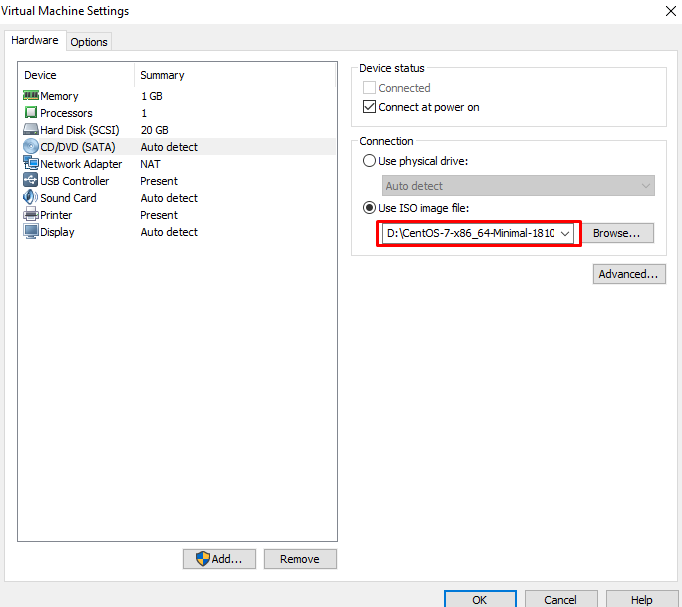 Virtual Machine Settings
Hardware Options
Device Summary
Memory 1 GB
Processors 1
Hard Disk (SCSI) 20 GB
CD/DVD (SATA) Auto detect
Network Adapter NAT
USB Controller Present
Sound Card Auto detect
Printer Present
Display Auto detect
Add... Remove
Device status
Connected
Connect at power on
Connection
Use physical drive:
Auto detect
Use ISO image file:
D:\CentOS-7-x86_64-Minimal-1810 Browse...
Advanced...
OK Cancel Help